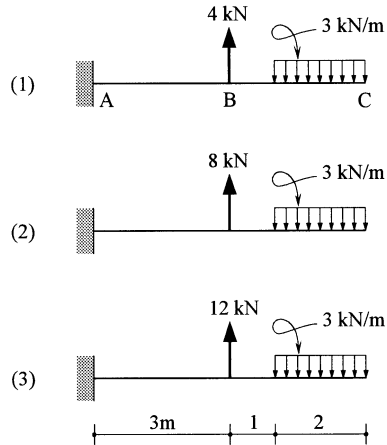 4 kN
3 kN/m
(1)
A B C
8 kN
3 kN/m
(2)
12 kN
3 kN/m
(3)
3m 1 2